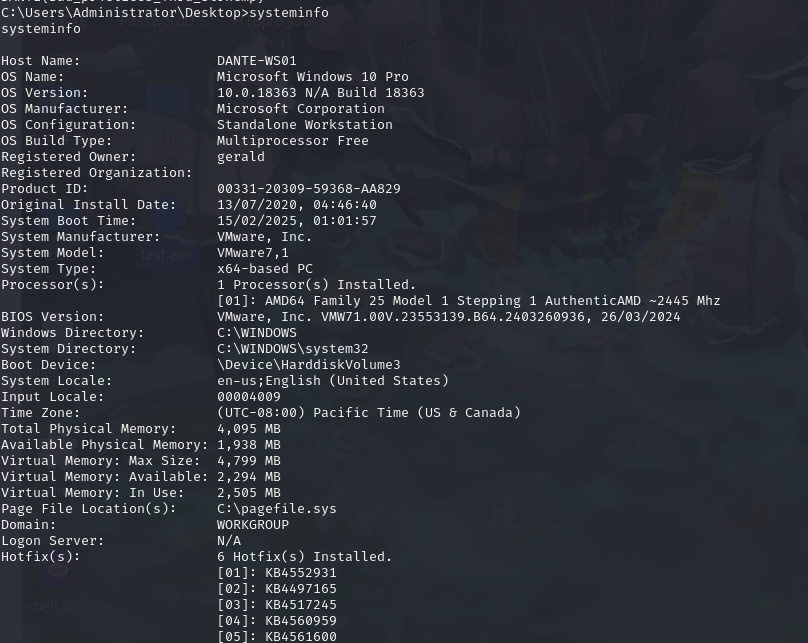 C:\Users\Administrator\Desktop>systeminfo
systeminfo
Host Name: DANTE-WS01
OS Name: Microsoft Windows 10 Pro
OS Version: 10.0.18363 N/A Build 18363
OS Manufacturer: Microsoft Corporation
OS Configuration: Standalone Workstation
OS Build Type: Multiprocessor Free
Registered Owner: gerald
Registered Organization:
Product ID: 00331-20309-59368-AA829
Original Install Date: 13/07/2020, 04:46:40
System Boot Time: 15/02/2025, 01:01:57
System Manufacturer: VMware, Inc.
System Model: VMware7,1
System Type: x64-based PC
Processor(s): 1 Processor(s) Installed.
[01]: AMD64 Family 25 Model 1 Stepping 1 AuthenticAMD ~2445 Mhz
BIOS Version: VMware, Inc. VMW71.00V.23553139.B64.2403260936, 26/03/2024
Windows Directory: C:\WINDOWS
System Directory: C:\WINDOWS\system32
Boot Device: \Device\HarddiskVolume3
System Locale: en-us;English (United States)
Input Locale: 00004009
Time Zone: (UTC-08:00) Pacific Time (US & Canada)
Total Physical Memory: 4,095 MB
Available Physical Memory: 1,938 MB
Virtual Memory: Max Size: 4,799 MB
Virtual Memory: Available: 2,294 MB
Virtual Memory: In Use: 2,505 MB
Page File Location(s): C:\pagefile.sys
Domain: WORKGROUP
Logon Server: N/A
Hotfix(s): 6 Hotfix(s) Installed.
[01]: KB4552931
[02]: KB4497165
[03]: KB4517245
[04]: KB4560959
[05]: KB4561600
test.exe
shell.php